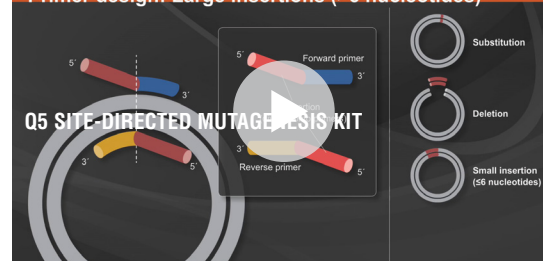 Primer design: Large insertions (>6 nucleotides)
5´
3´
3´
5´
5´
Forward primer
3´
3´
Reverse primer
5´
Q5 SITE-DIRECTED MUTAGENESIS KIT
Substitution
Deletion
Small insertion
(≤6 nucleotides)